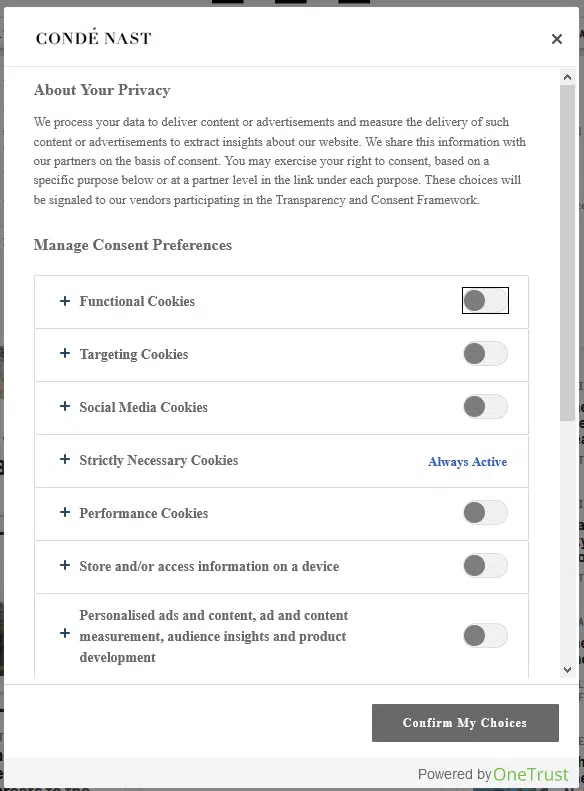 CONDÉ NAST
About Your Privacy
We process your data to deliver content or advertisements and measure the delivery of such
content or advertisements to extract insights about our website. We share this information with
our partners on the basis of consent. You may exercise your right to consent, based on a
specific purpose below or at a partner level in the link under each purpose. These choices will
be signaled to our vendors participating in the Transparency and Consent Framework.
Manage Consent Preferences
Functional Cookies
Targeting Cookies
Social Media Cookies
Strictly Necessary Cookies Always Active
Performance Cookies
Store and/or access information on a device
Personalised ads and content, ad and content
measurement, audience insights and product
development
Confirm My Choices
Powered by OneTrust